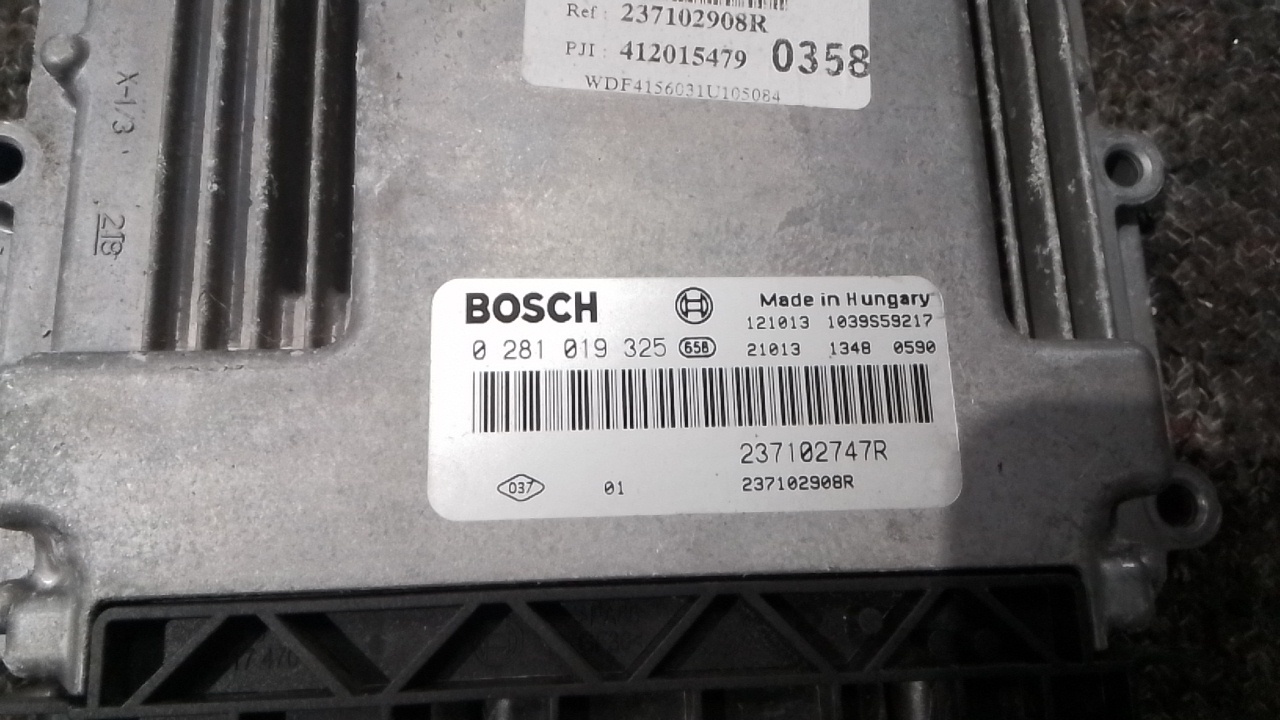 Ref : 237102908R
PJI : 412015479 0358
WDF4156031U105084
X-1/3
218
BOSCH Made in Hungary
121013 1039S59217
0 281 019 325 656 21013 1348 0590
237102747R
037 01 237102908R